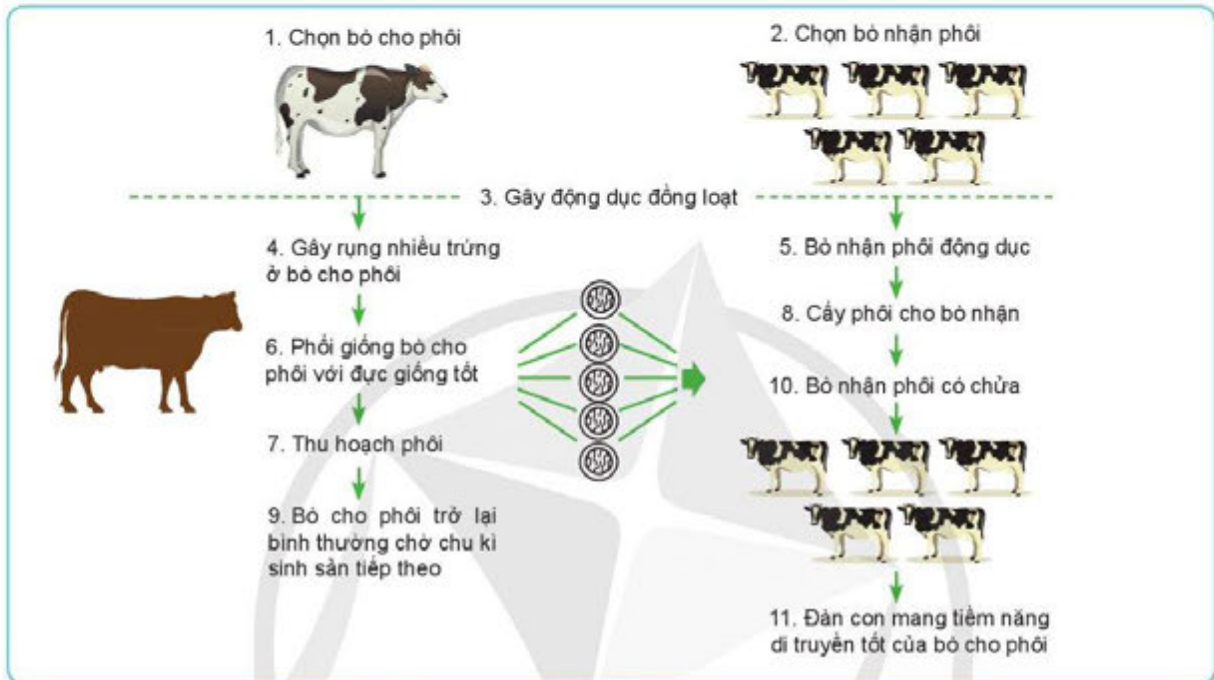 1. Chọn bò cho phôi
2. Chọn bò nhận phôi
3. Gây động dục đồng loạt
4. Gây rụng nhiều trứng
ở bò cho phôi
5. Bò nhận phôi động dục
6. Phối giống bò cho
phôi với đực giống tốt
8. Cấy phôi cho bò nhận
10. Bò nhận phôi có chửa
7. Thu hoạch phôi
9. Bò cho phôi trở lại
bình thường chờ chu kì
sinh sản tiếp theo
11. Đàn con mang tiềm năng
di truyền tốt của bò cho phôi